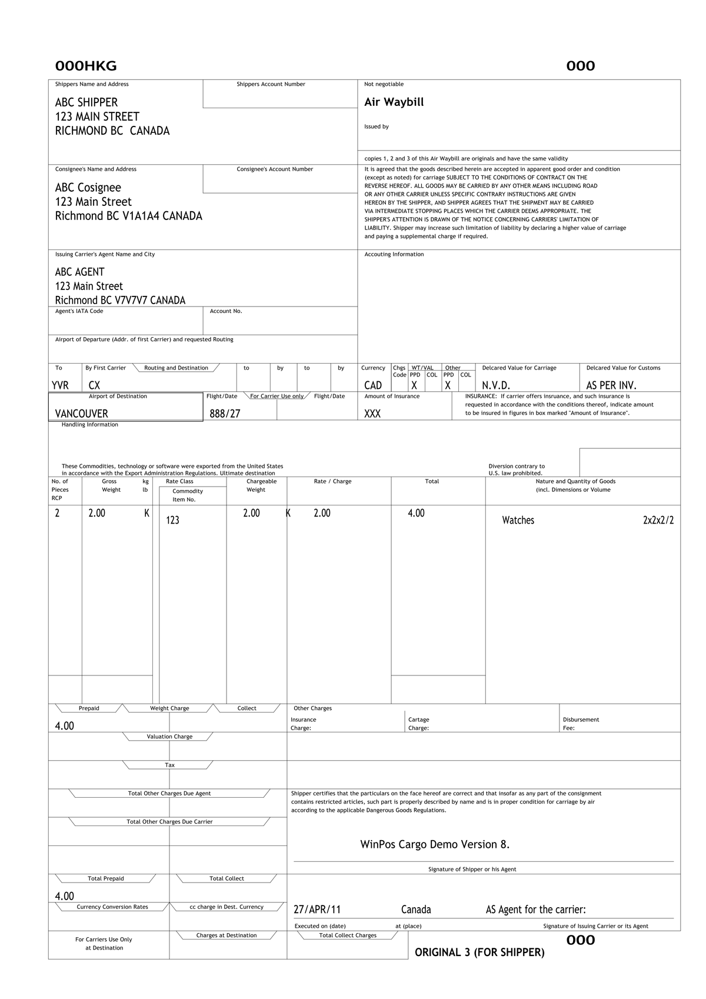 000HKG 000
Shippers Name and Address
Shippers Account Number
ABC SHIPPER
123 MAIN STREET
RICHMOND BC  CANADA
Not negotiable
Air Waybill
Issued by
copies 1, 2 and 3 of this Air Waybill are originals and have the same validity
Consignee's Name and Address
Consignee's Account Number
ABC Cosignee
123 Main Street
Richmond BC V1A1A4 CANADA
It is agreed that the goods described herein are accepted in apparent good order and condition
(except as noted) for carriage SUBJECT TO THE CONDITIONS OF CONTRACT ON THE
REVERSE HEREOF. ALL GOODS MAY BE CARRIED BY ANY OTHER MEANS INCLUDING ROAD
OR ANY OTHER CARRIER UNLESS SPECIFIC CONTRARY INSTRUCTIONS ARE GIVEN
HEREON BY THE SHIPPER, AND SHIPPER AGREES THAT THE SHIPMENT MAY BE CARRIED
VIA INTERMEDIATE STOPPING PLACES WHICH THE CARRIER DEEMS APPROPRIATE. THE
SHIPPER'S ATTENTION IS DRAWN OF THE NOTICE CONCERNING CARRIERS' LIMITATION OF
LIABILITY. Shipper may increase such limitation of liability by declaring a higher value of carriage
and paying a supplemental charge if required.
Issuing Carrier's Agent Name and City
ABC AGENT
123 Main Street
Richmond BC V7V7V7 CANADA
Accouting Information
Agent's IATA Code
Account No.
Airport of Departure (Addr. of first Carrier) and requested Routing
To By First Carrier Routing and Destination to by to by Currency Chgs WT/VAL Other Delcared Value for Carriage Delcared Value for Customs
Code PPD COL PPD COL
YVR CX CAD X X N.V.D. AS PER INV.
Airport of Destination Flight/Date For Carrier Use only Flight/Date Amount of Insurance
VANCOUVER 888/27 XXX
INSURANCE:  If carrier offers insruance, and such insurance is
requested in accordance with the conditions thereof, indicate amount
to be insured in figures in box marked "Amount of Insurance".
Handling Information
These Commodities, technology or software were exported from the United States
in accordance with the Export Administration Regulations. Ultimate destination
Diversion contrary to
U.S. law prohibited.
No. of
Pieces
RCP
Gross
Weight
kg
lb
Rate Class
Commodity
Item No.
Chargeable
Weight
Rate / Charge
Total
Nature and Quantity of Goods
(incl. Dimensions or Volume
2 2.00 K 2.00 K 2.00 4.00
123 Watches 2x2x2/2
Prepaid Weight Charge Collect
4.00
Other Charges
Insurance
Charge:
Cartage
Charge:
Disbursement
Fee:
Valuation Charge
Tax
Total Other Charges Due Agent
Total Other Charges Due Carrier
Shipper certifies that the particulars on the face hereof are correct and that insofar as any part of the consignment
contains restricted articles, such part is properly described by name and is in proper condition for carriage by air
according to the applicable Dangerous Goods Regulations.
WinPos Cargo Demo Version 8.
Signature of Shipper or his Agent
Total Prepaid Total Collect
4.00
Currency Conversion Rates cc charge in Dest. Currency
27/APR/11 Canada AS Agent for the carrier:
Executed on (date) at (place) Signature of Issuing Carrier or its Agent
For Carriers Use Only
at Destination
Charges at Destination
Total Collect Charges
000
ORIGINAL 3 (FOR SHIPPER)